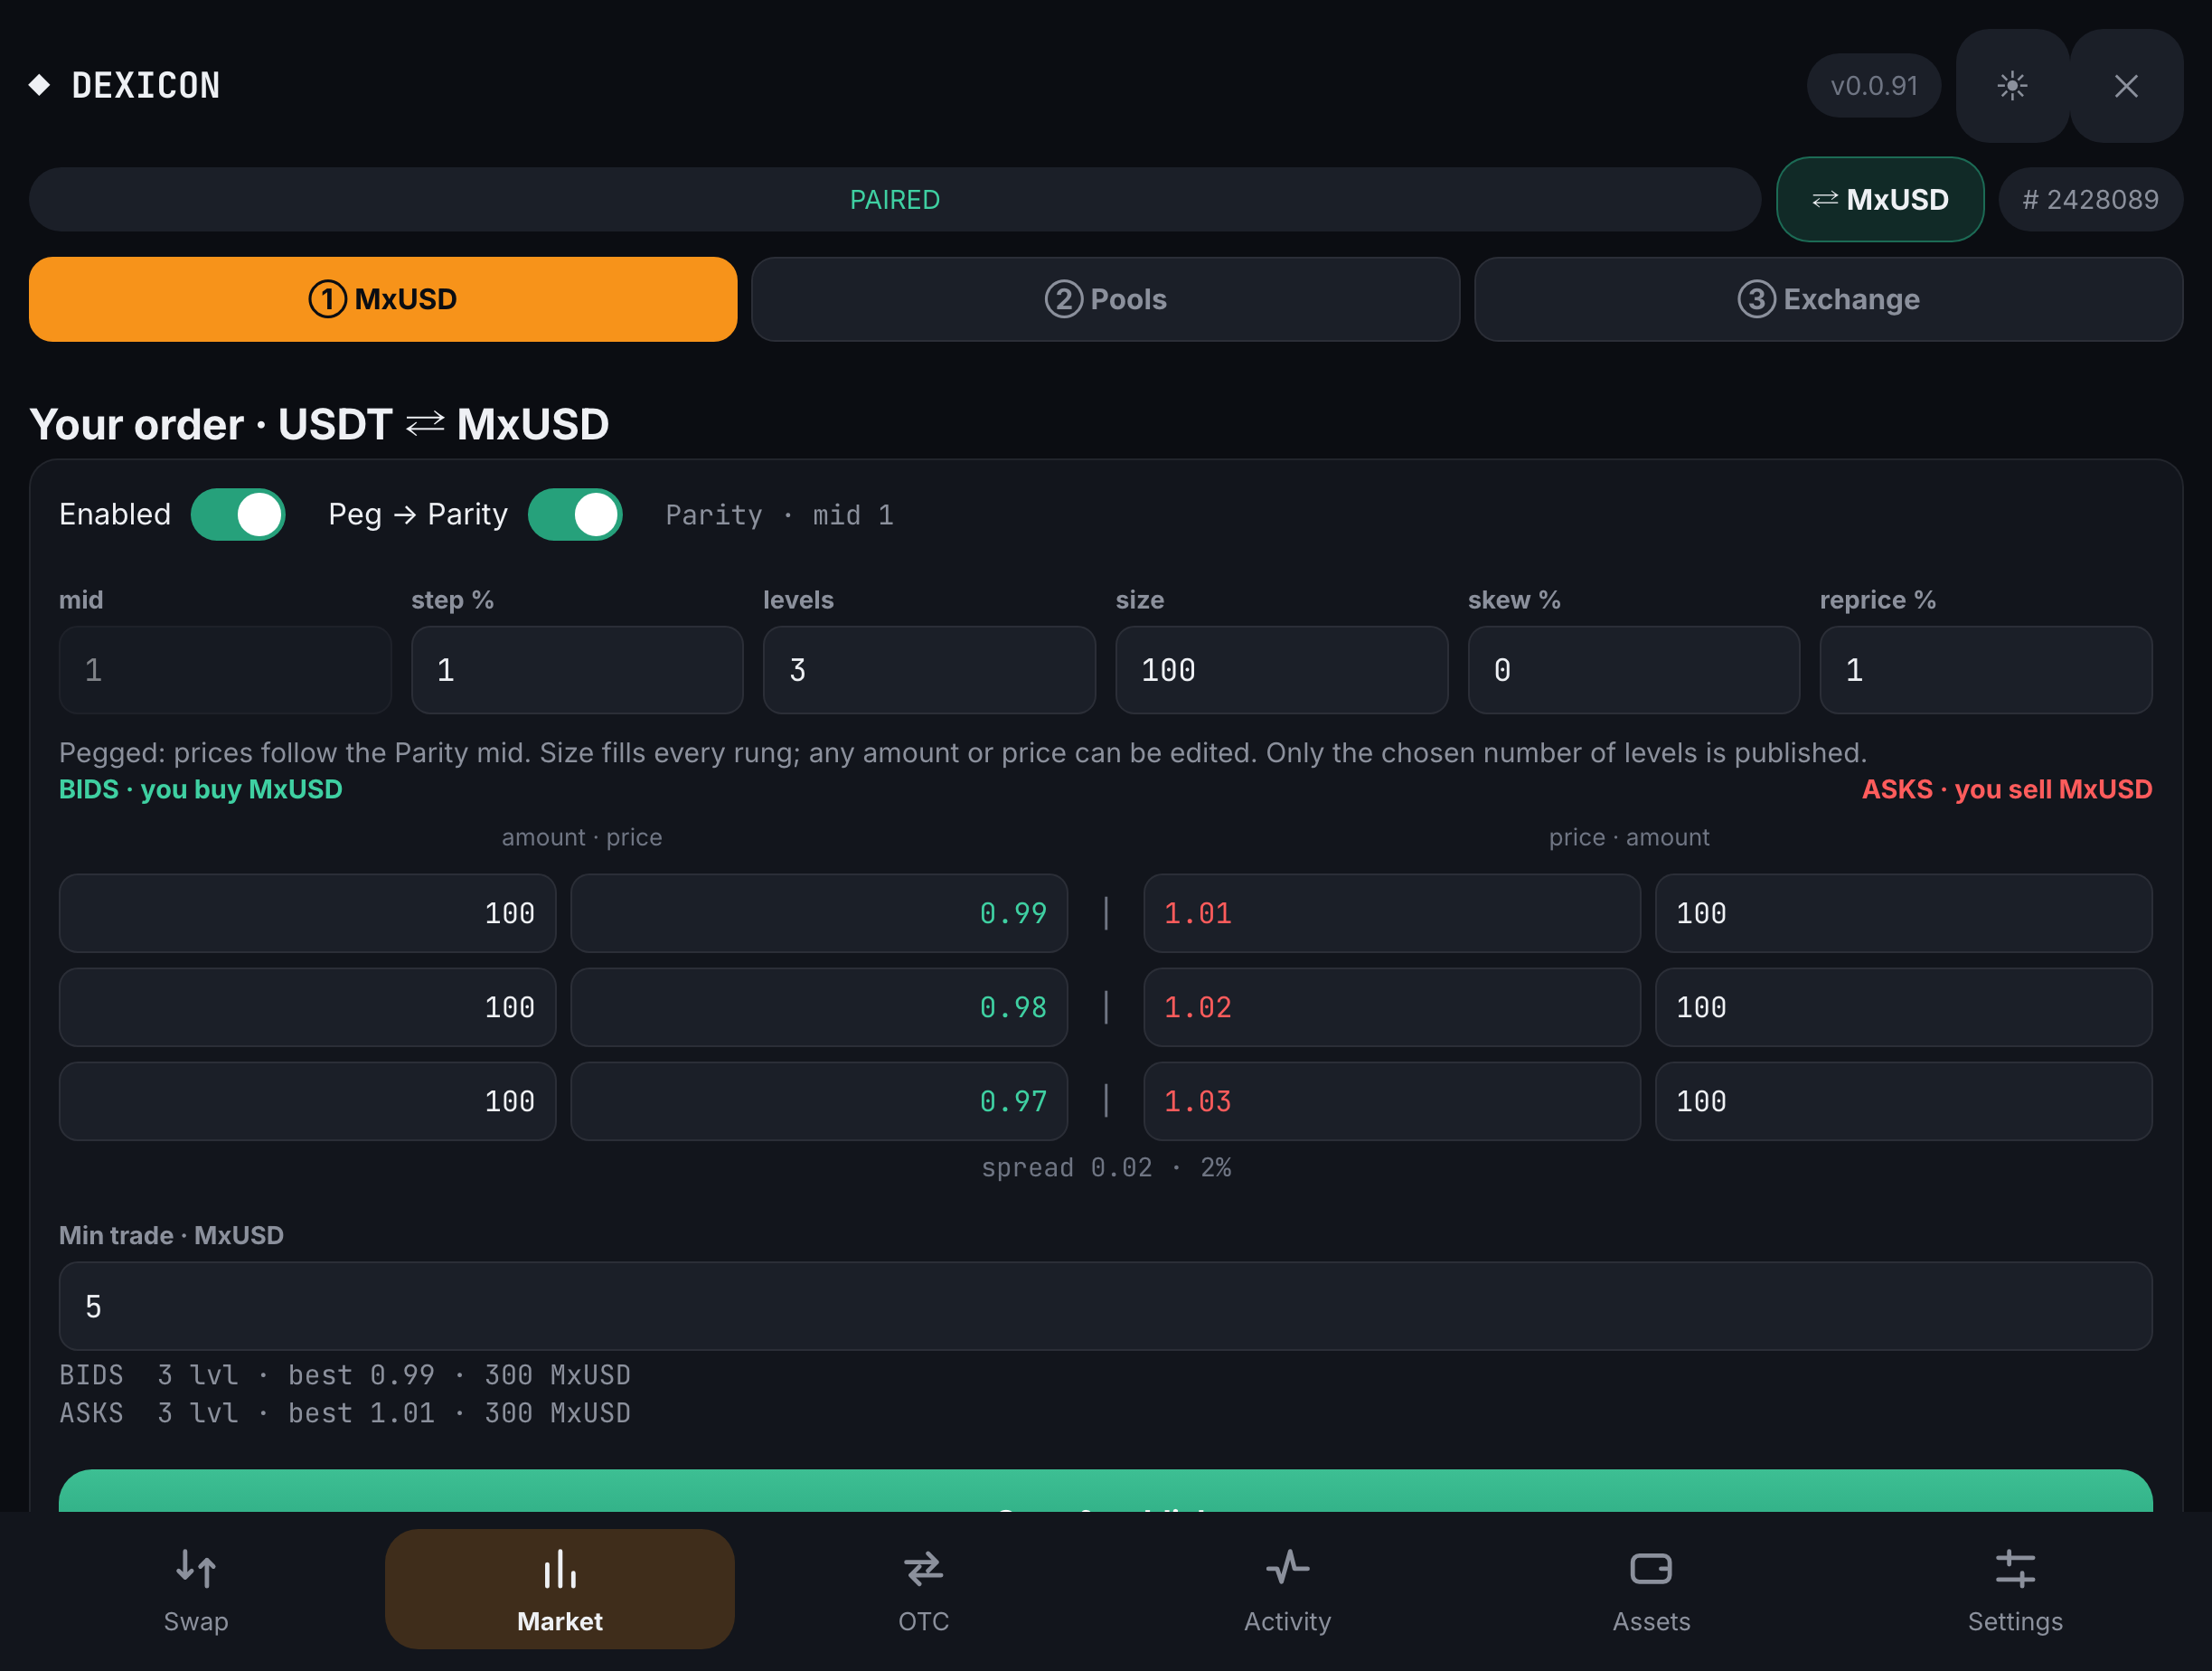 ◆ DEXICON
v0.0.91
PAIRED
⇄ MxUSD
# 2428089
① MxUSD
② Pools
③ Exchange
Your order · USDT ⇄ MxUSD
Enabled
Peg → Parity
Parity · mid 1
mid step % levels size skew % reprice %
1 1 3 100 0 1
Pegged: prices follow the Parity mid. Size fills every rung; any amount or price can be edited. Only the chosen number of levels is published.
BIDS · you buy MxUSD
ASKS · you sell MxUSD
amount · price
price · amount
100 0.99 | 1.01 100
100 0.98 | 1.02 100
100 0.97 | 1.03 100
spread 0.02 · 2%
Min trade · MxUSD
5
BIDS 3 lvl · best 0.99 · 300 MxUSD
ASKS 3 lvl · best 1.01 · 300 MxUSD
Swap
Market
OTC
Activity
Assets
Settings